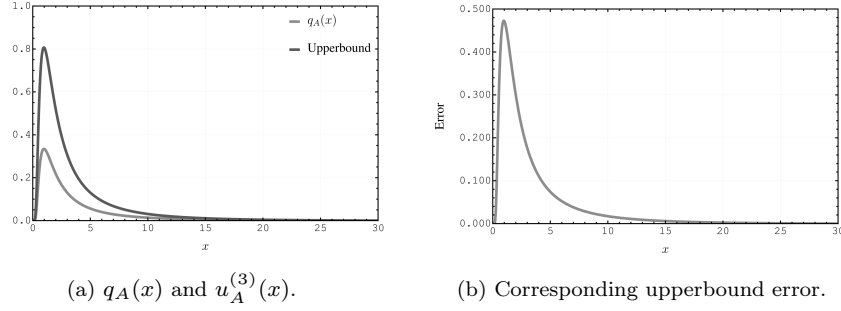 1.0
0.8
0.6
0.4
0.2
0.0
0 5 10 15 20 25 30
x
q_A(x)
Upperbound
0.500
0.400
0.300
0.200
0.100
0.000
Error
0 5 10 15 20 25 30
x
(a) q_A(x) and u_A^{(3)}(x).
(b) Corresponding upperbound error.